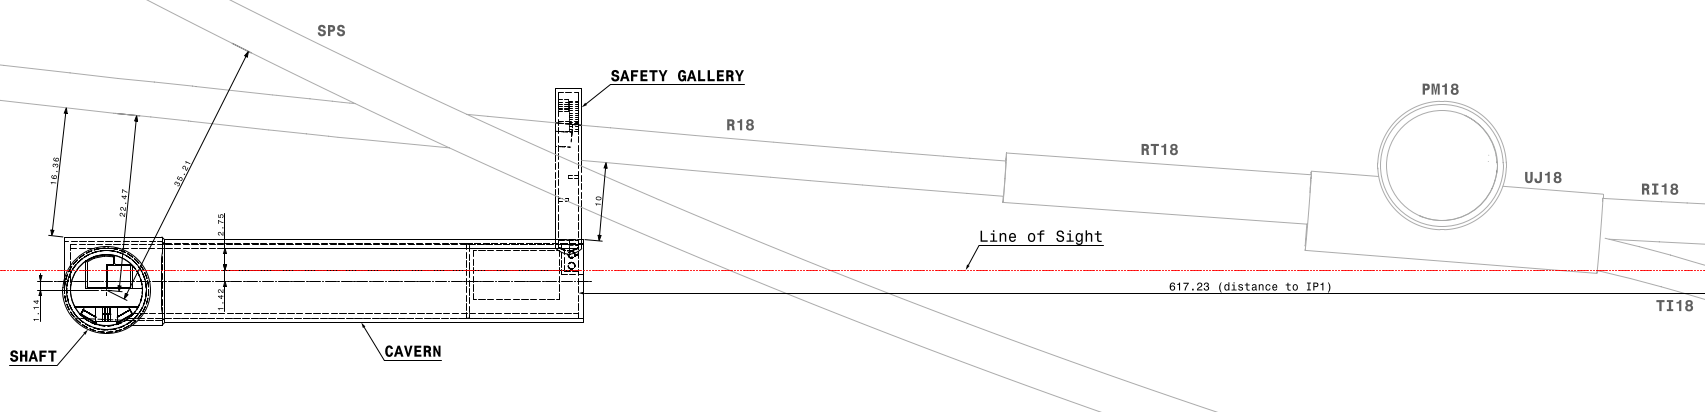 SPS
SAFETY GALLERY
PM18
R18
RT18
16.36
22.47
35.21
UJ18
RI18
10
2.75
Line of Sight
617.23 (distance to IP1)
1.42
1.14
TI18
SHAFT
CAVERN